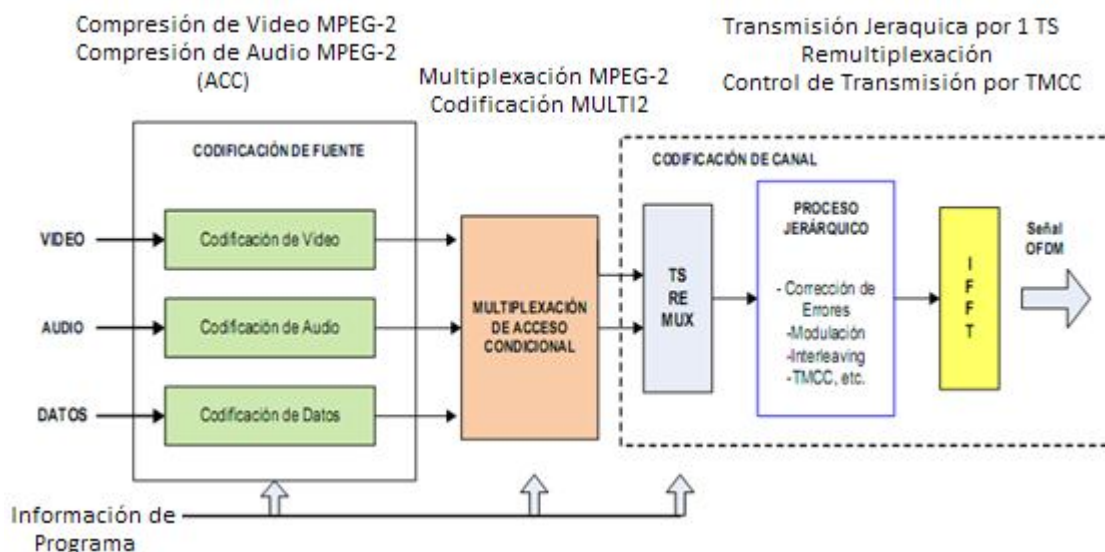 Compresión de Video MPEG-2
Compresión de Audio MPEG-2
(ACC)
Multiplexación MPEG-2
Codificación MULTI2
Transmisión Jeraquica por 1 TS
Remultiplexación
Control de Transmisión por TMCC
CODIFICACIÓN DE FUENTE
VIDEO
Codificación de Video
AUDIO
Codificación de Audio
DATOS
Codificación de Datos
MULTIPLEXACIÓN
DE ACCESO
CONDICIONAL
CODIFICACIÓN DE CANAL
TS
RE
MUX
PROCESO
JERÁRQUICO
- Corrección de
Errores
-Modulación
-Interleaving
-TMCC, etc.
I
F
F
T
Señal
OFDM
Información de
Programa